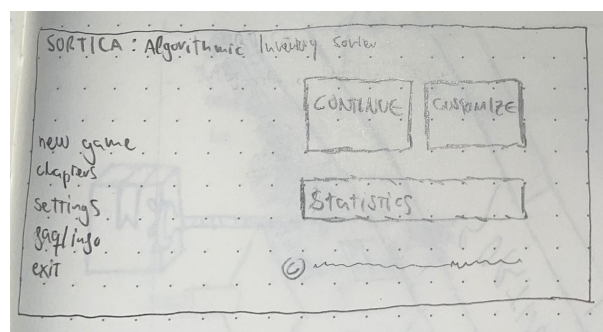 SORTICA: Algorithmic Inventory Sorter
CONTINUE
CUSTOMIZE
new game
chapters
Statistics
settings
faq/info
exit
©